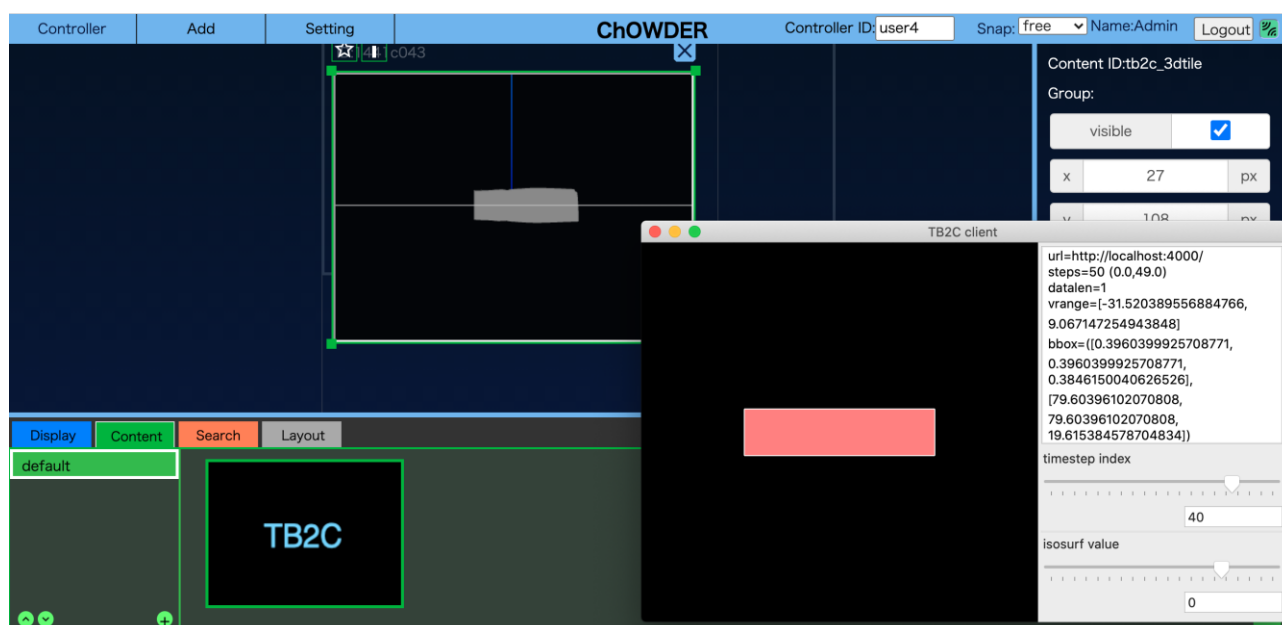 Controller Add Setting ChOWDER Controller ID: user4 Snap: free Name:Admin Logout
c043
Content ID:tb2c_3dtile
Group:
visible
x 27 px
y 108 px
TB2C client
url=http://localhost:4000/
steps=50 (0.0,49.0)
datalen=1
vrange=[-31.520389556884766,
9.067147254943848]
bbox=([0.3960399925708771,
0.3960399925708771,
0.3846150040626526],
[79.60396102070808,
79.60396102070808,
19.615384578704834])
timestep index
40
isosurf value
0
Display Content Search Layout
default
TB2C